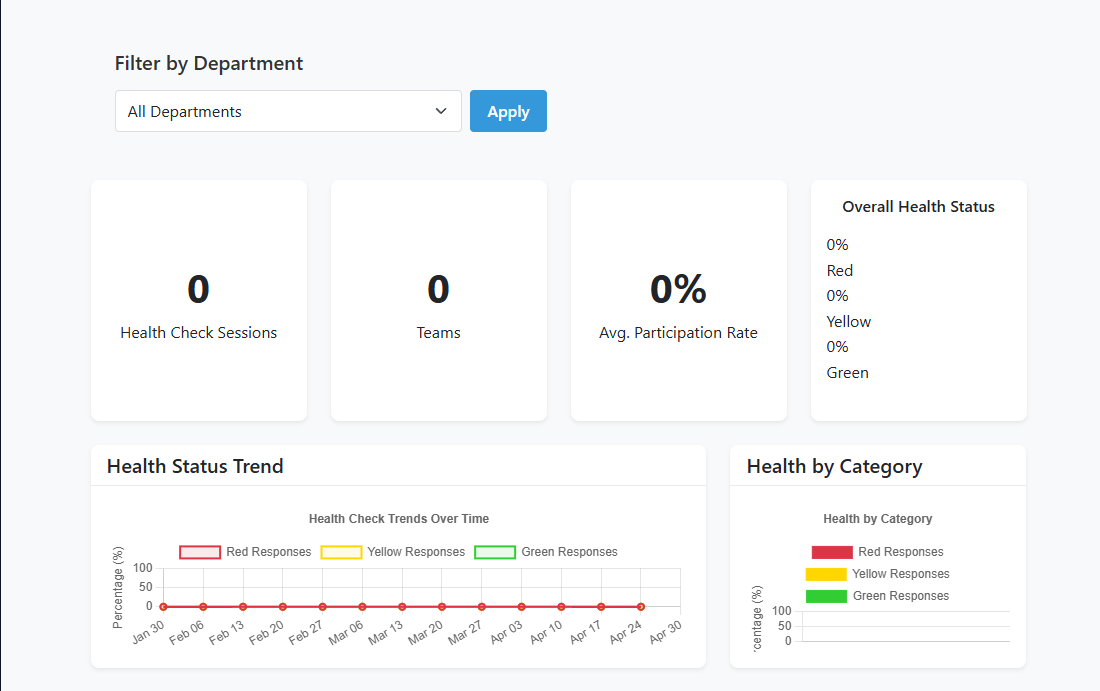 Filter by Department
All Departments
Apply
0
Health Check Sessions
0
Teams
0%
Avg. Participation Rate
Overall Health Status
0%
Red
0%
Yellow
0%
Green
Health Status Trend
Health Check Trends Over Time
Red Responses Yellow Responses Green Responses
Percentage (%)
100
50
0
Jan 30 Feb 06 Feb 13 Feb 20 Feb 27 Mar 06 Mar 13 Mar 20 Mar 27 Apr 03 Apr 10 Apr 17 Apr 24 Apr 30
Health by Category
Health by Category
Red Responses
Yellow Responses
Green Responses
centage (%)
100
50
0